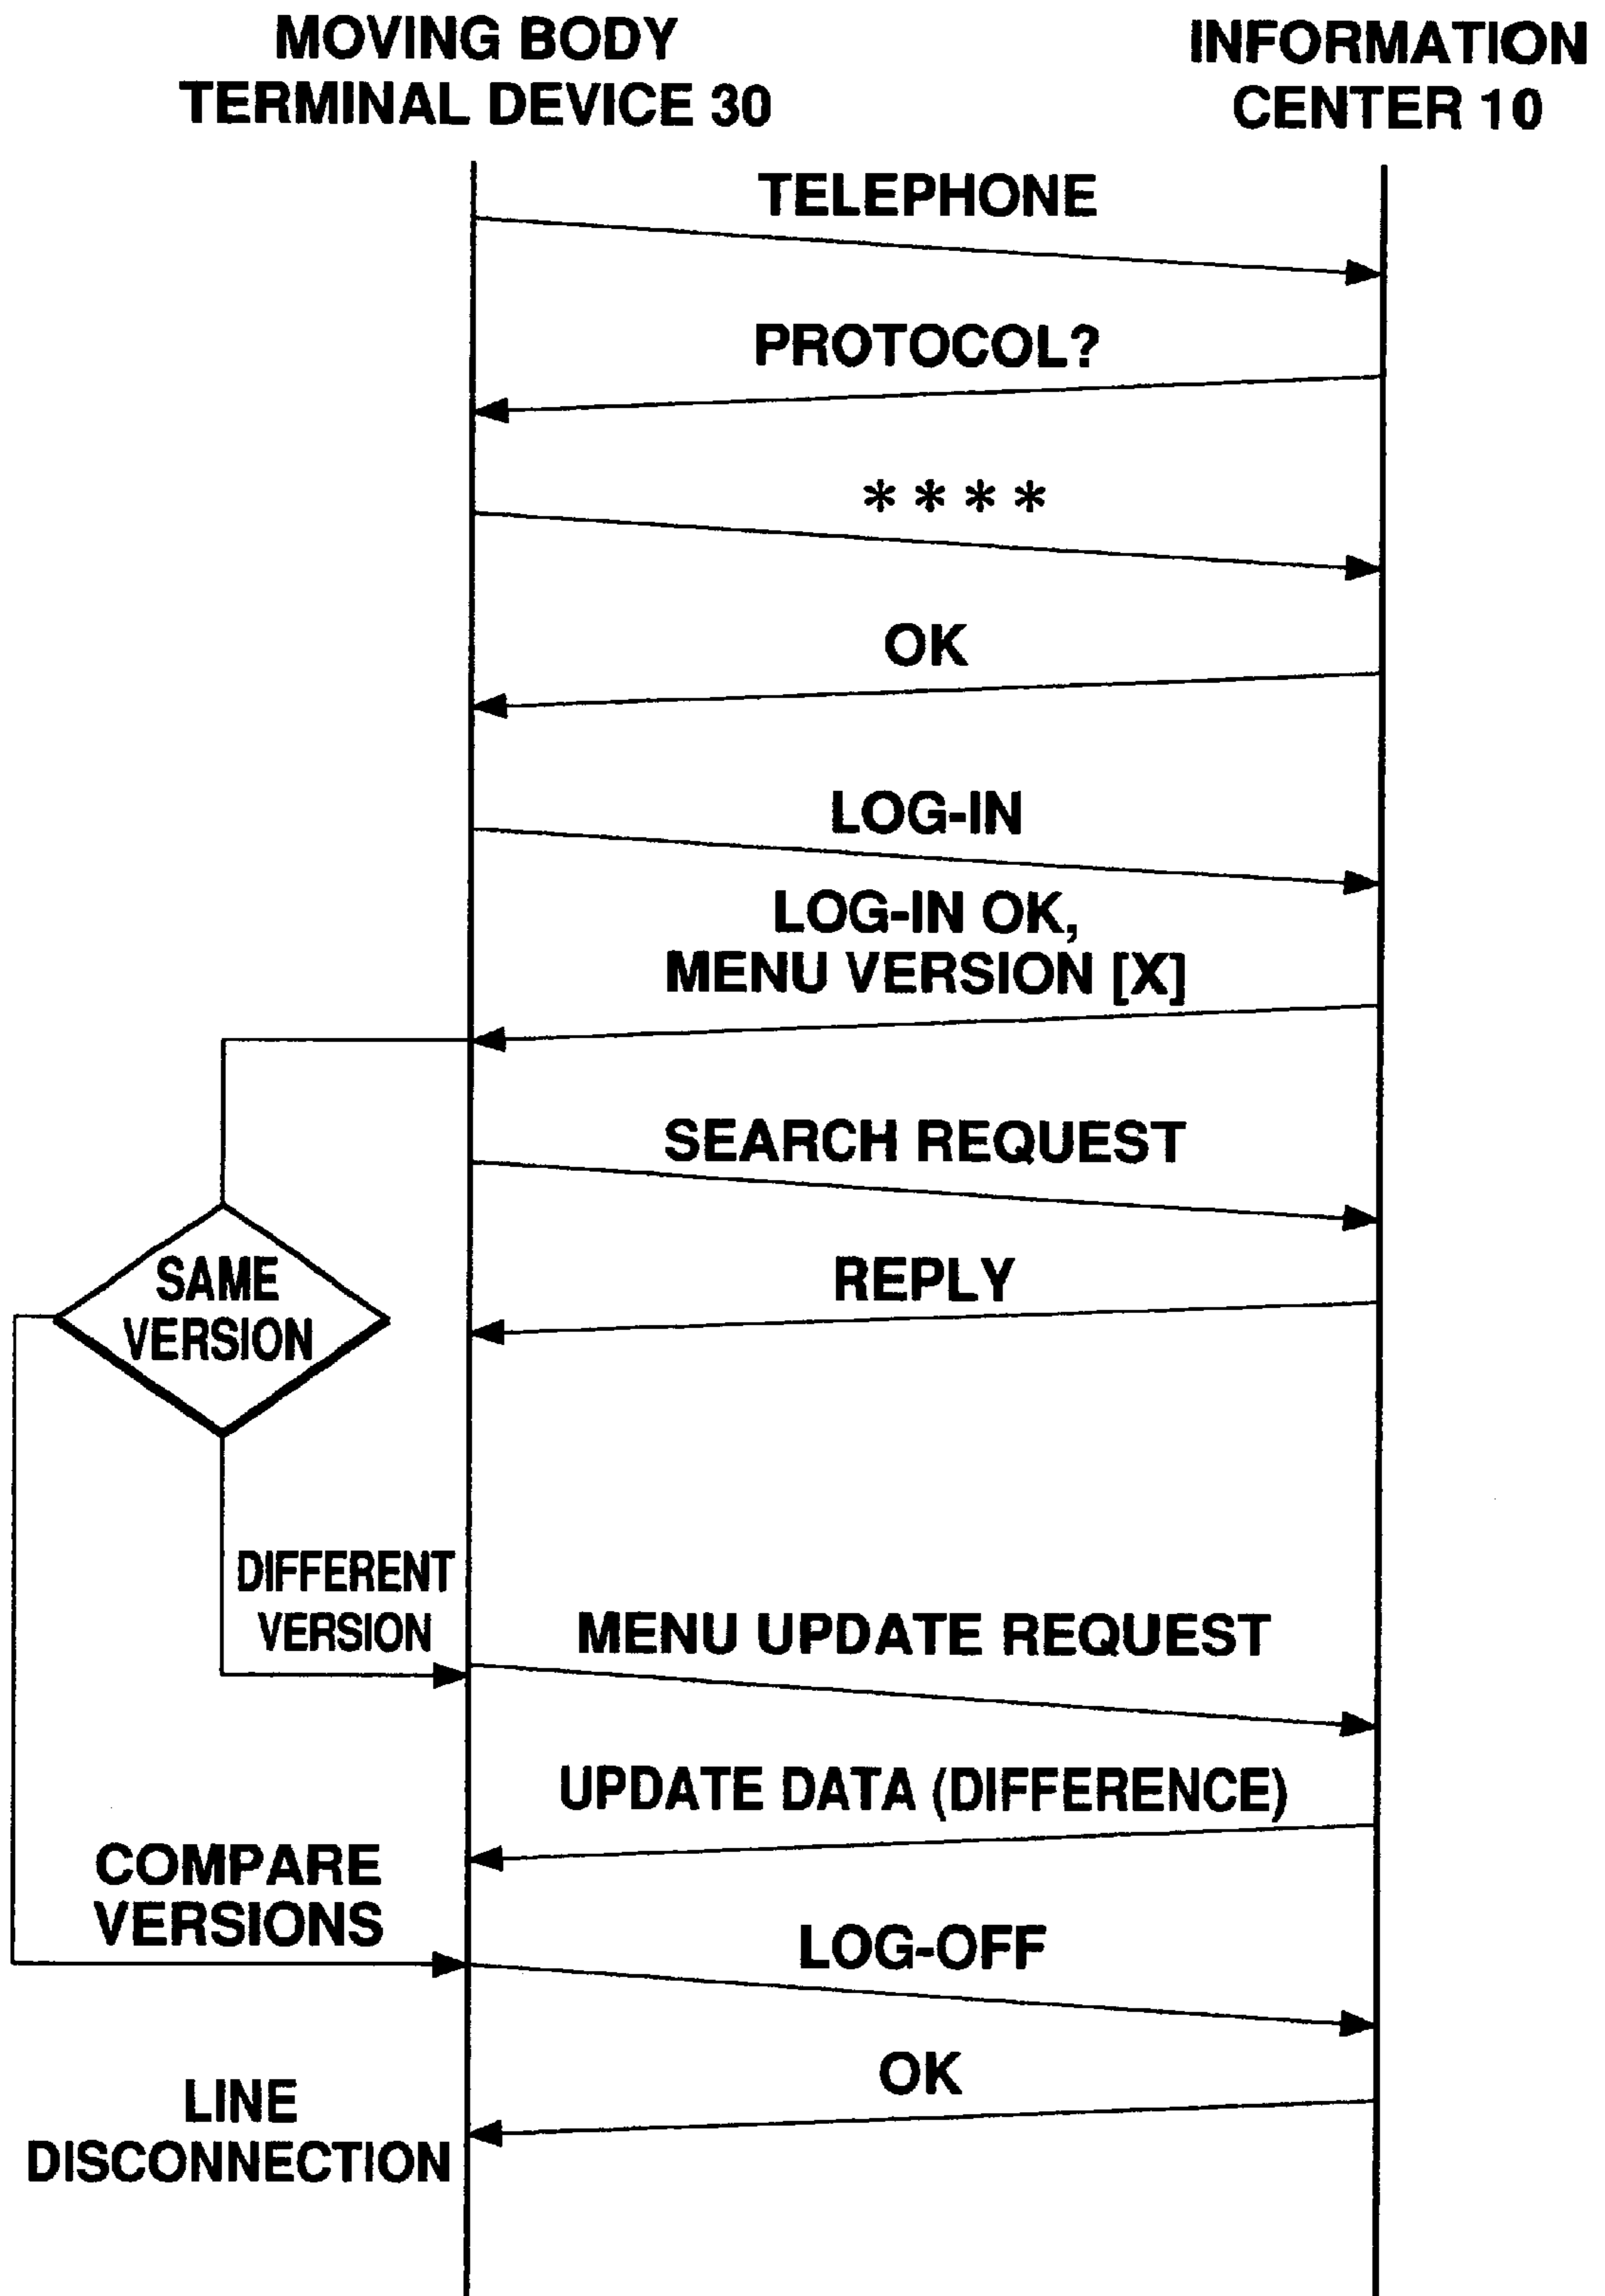 MOVING BODY
TERMINAL DEVICE 30
INFORMATION
CENTER 10
TELEPHONE
PROTOCOL?
* * * *
OK
LOG-IN
LOG-IN OK,
MENU VERSION [X]
SEARCH REQUEST
SAME
VERSION
REPLY
DIFFERENT
VERSION
MENU UPDATE REQUEST
UPDATE DATA (DIFFERENCE)
COMPARE
VERSIONS
LOG-OFF
OK
LINE
DISCONNECTION